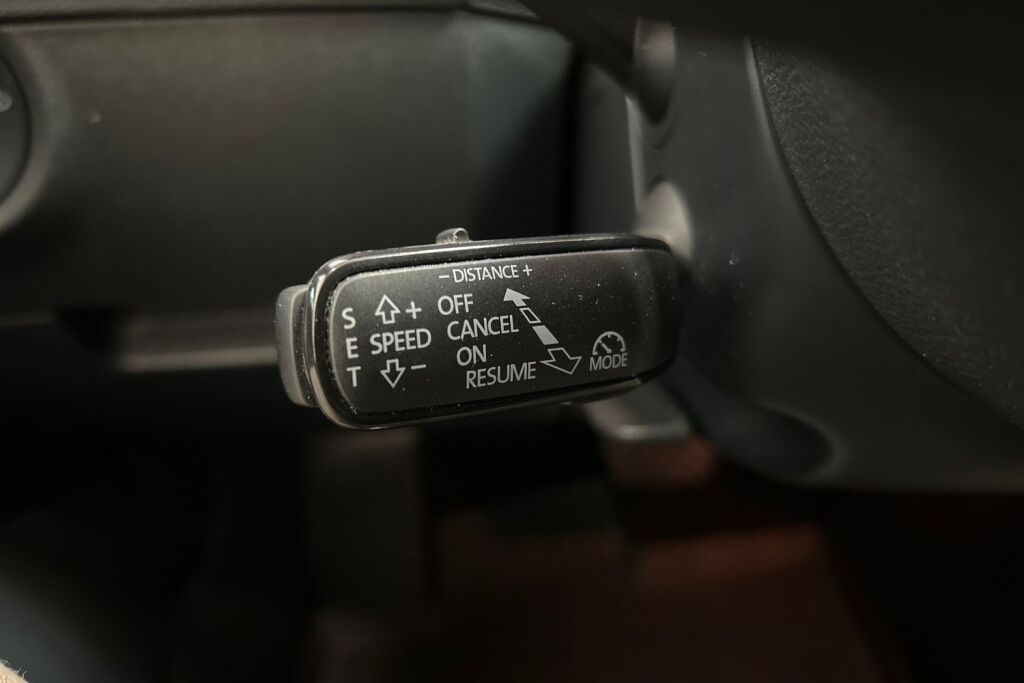 − DISTANCE +
S + OFF
E SPEED CANCEL
T − ON
RESUME
MODE